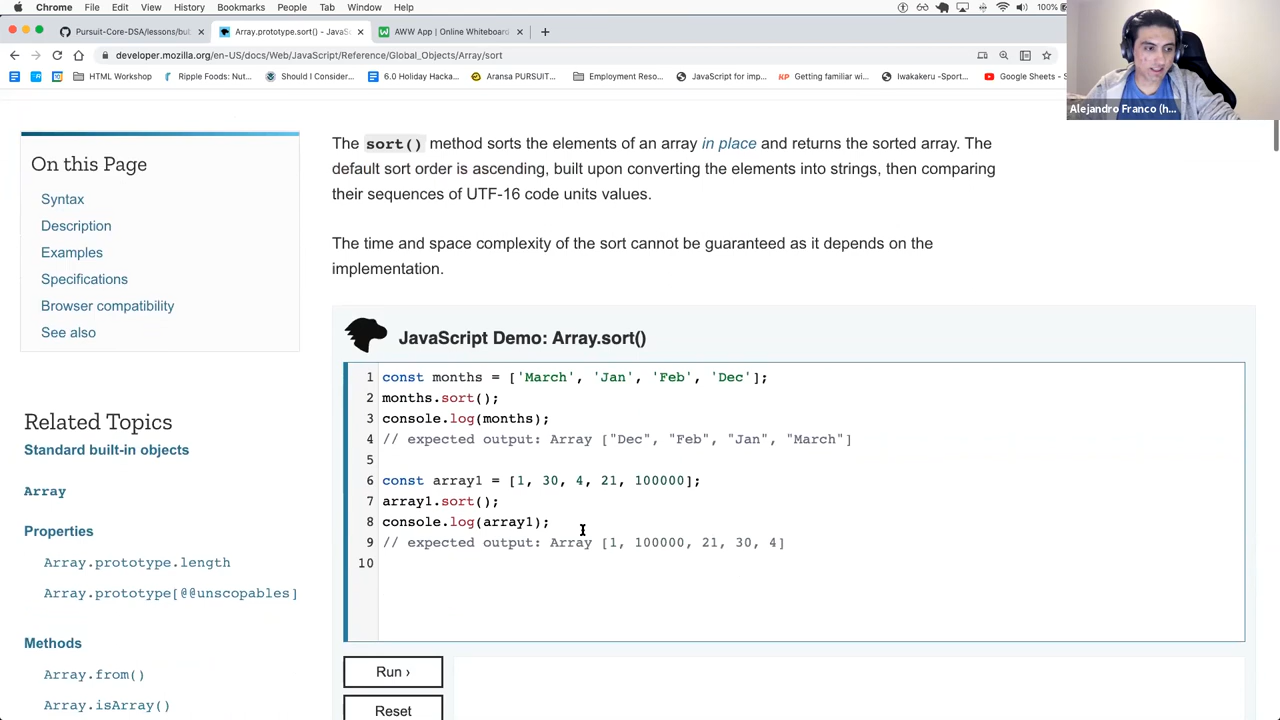 Chrome File Edit View History Bookmarks People Tab Window Help 100%
Pursuit-Core-DSA/lessons/bui × Array.prototype.sort() - JavaS × AWW App | Online Whiteboard × +
developer.mozilla.org/en-US/docs/Web/JavaScript/Reference/Global_Objects/Array/sort
HTML Workshop Ripple Foods: Nut... Should I Consider... 6.0 Holiday Hacka... Aransa PURSUIT... Employment Reso... JavaScript for imp... KP Getting familiar wi... Iwakakeru -Sport... Google Sheets - S
Alejandro Franco (h...
On this Page
Syntax
Description
Examples
Specifications
Browser compatibility
See also
Related Topics
Standard built-in objects
Array
Properties
Array.prototype.length
Array.prototype[@@unscopables]
Methods
Array.from()
Array.isArray()
The sort() method sorts the elements of an array in place and returns the sorted array. The
default sort order is ascending, built upon converting the elements into strings, then comparing
their sequences of UTF-16 code units values.
The time and space complexity of the sort cannot be guaranteed as it depends on the
implementation.
JavaScript Demo: Array.sort()
1 const months = ['March', 'Jan', 'Feb', 'Dec'];
2 months.sort();
3 console.log(months);
4 // expected output: Array ["Dec", "Feb", "Jan", "March"]
5
6 const array1 = [1, 30, 4, 21, 100000];
7 array1.sort();
8 console.log(array1);
9 // expected output: Array [1, 100000, 21, 30, 4]
10
Run ›
Reset